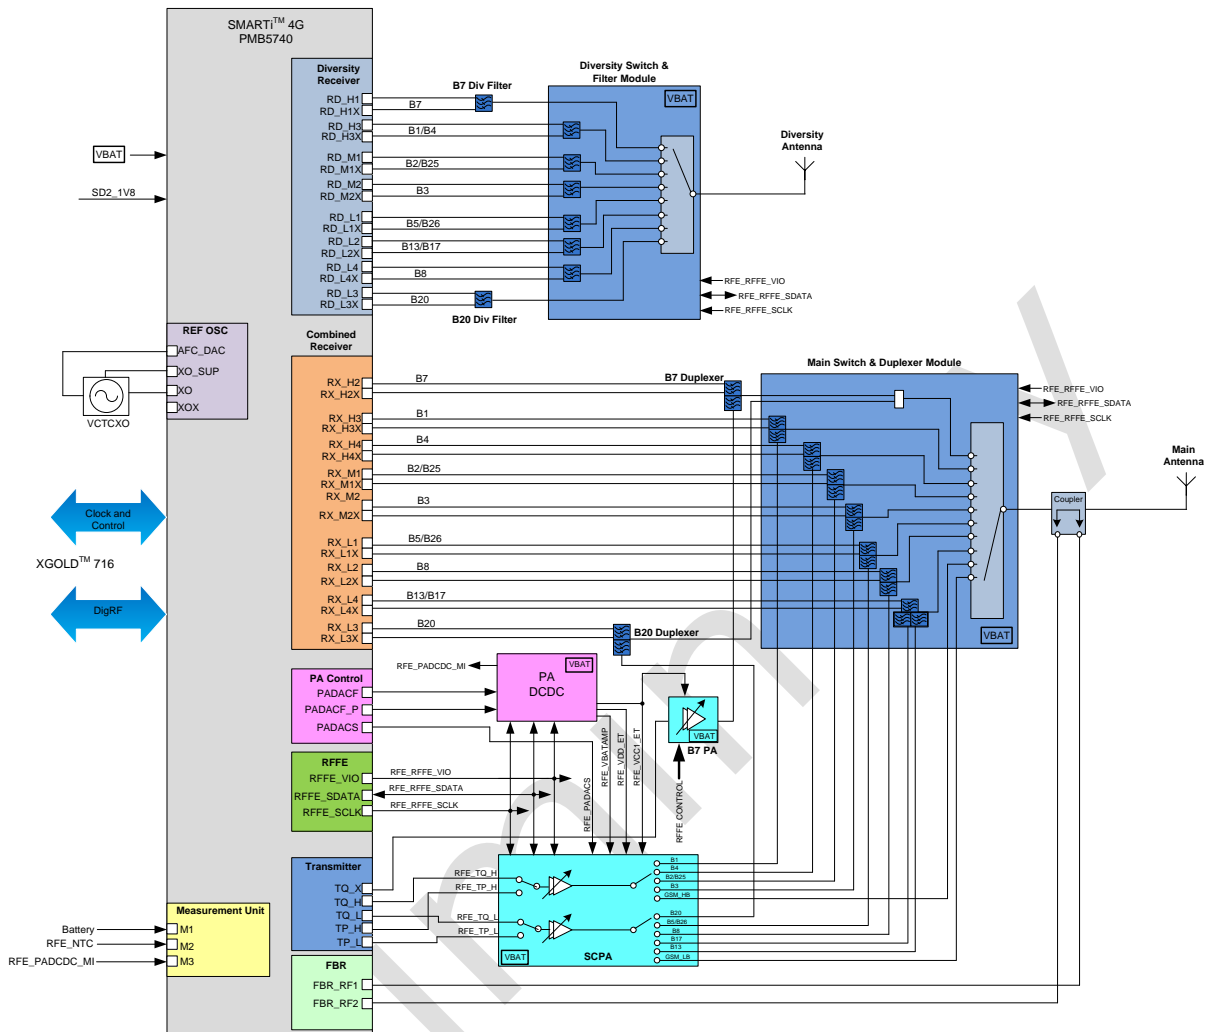 SMARTi™ 4G
PMB5740
Diversity
Receiver
RD_H1
RD_H1X
RD_H3
RD_H3X
RD_M1
RD_M1X
RD_M2
RD_M2X
RD_L1
RD_L1X
RD_L2
RD_L2X
RD_L4
RD_L4X
RD_L3
RD_L3X
B7
B1/B4
B2/B25
B3
B5/B26
B13/B17
B8
B20
B7 Div Filter
B20 Div Filter
Diversity Switch &
Filter Module
VBAT
Diversity
Antenna
RFE_RFFE_VIO
RFE_RFFE_SDATA
RFE_RFFE_SCLK
VBAT
SD2_1V8
REF OSC
AFC_DAC
XO_SUP
XO
XOX
VCTCXO
Clock and
Control
XGOLD™ 716
DigRF
Combined
Receiver
RX_H2
RX_H2X
RX_H3
RX_H3X
RX_H4
RX_H4X
RX_M1
RX_M1X
RX_M2
RX_M2X
RX_L1
RX_L1X
RX_L2
RX_L2X
RX_L4
RX_L4X
RX_L3
RX_L3X
B7
B1
B4
B2/B25
B3
B5/B26
B8
B13/B17
B20
B7 Duplexer
B20 Duplexer
Main Switch & Duplexer Module
VBAT
RFE_RFFE_VIO
RFE_RFFE_SDATA
RFE_RFFE_SCLK
Coupler
Main
Antenna
PA Control
PADACF
PADACF_P
PADACS
RFE_PADCDC_MI
VBAT
PA
DCDC
VBAT
B7 PA
RFFE
RFFE_VIO
RFFE_SDATA
RFFE_SCLK
RFE_RFFE_VIO
RFE_RFFE_SDATA
RFE_RFFE_SCLK
RFE_PADACS
RFE_VBATAMP
RFE_VDD_ET
RFE_VCC1_ET
RFFE CONTROL
Transmitter
TQ_X
TQ_H
TQ_L
TP_H
TP_L
RFE_TQ_H
RFE_TP_H
RFE_TQ_L
RFE_TP_L
B1
B4
B2/B25
B3
GSM_HB
B20
B5/B26
B8
B17
B13
GSM_LB
VBAT
SCPA
Measurement Unit
M1
M2
M3
Battery
RFE_NTC
RFE_PADCDC_MI
FBR
FBR_RF1
FBR_RF2